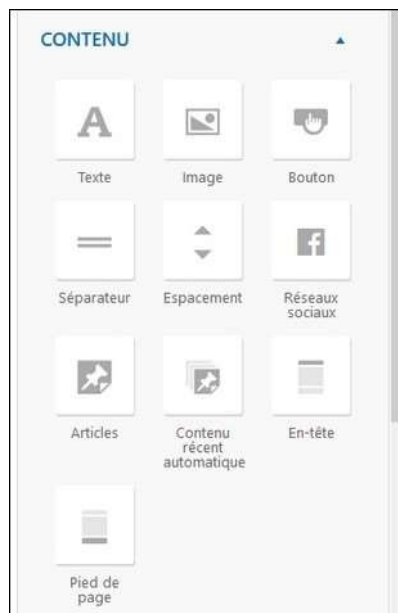 CONTENU
Texte
Image
Bouton
Séparateur
Espacement
Réseaux
sociaux
Articles
Contenu
récent
automatique
En-tête
Pied de
page